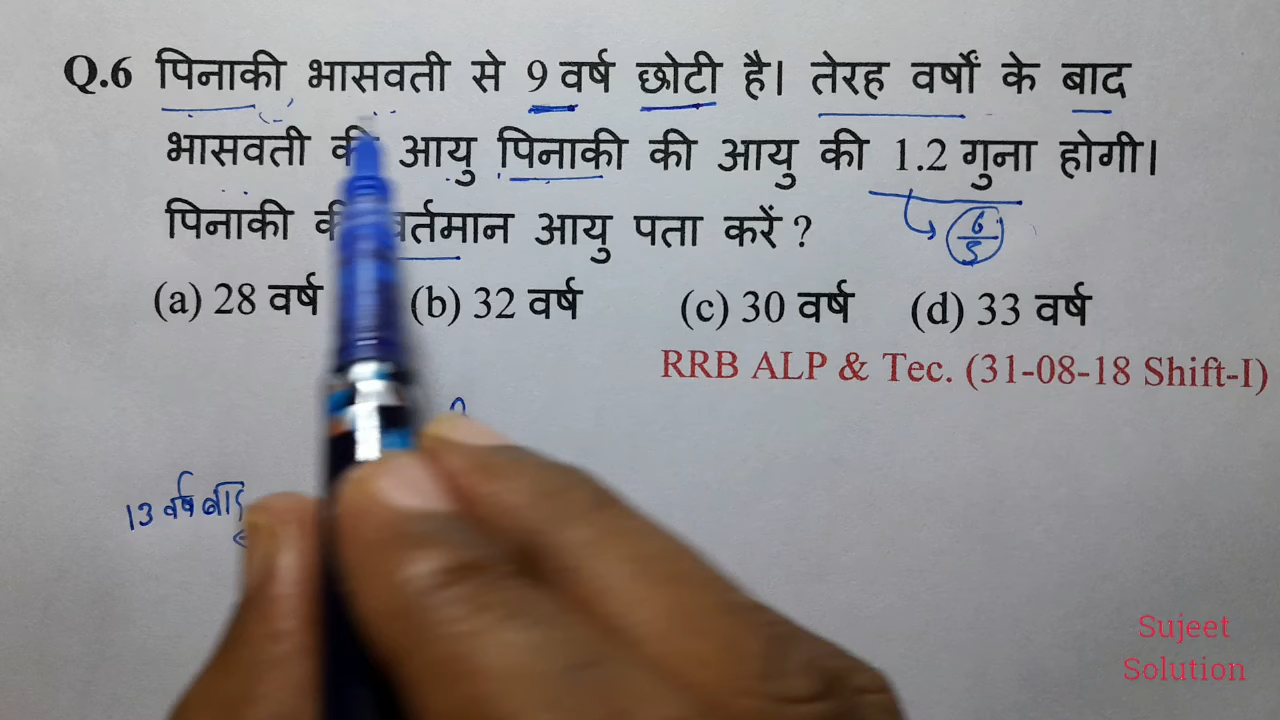 Q.6 पिनाकी भासवती से 9 वर्ष छोटी है। तेरह वर्षों के बाद
भासवती की आयु पिनाकी की आयु की 1.2 गुना होगी।
पिनाकी की वर्तमान आयु पता करें ?
6/5
(a) 28 वर्ष (b) 32 वर्ष (c) 30 वर्ष (d) 33 वर्ष
RRB ALP & Tec. (31-08-18 Shift-I)
13 वर्ष बाद
Sujeet
Solution